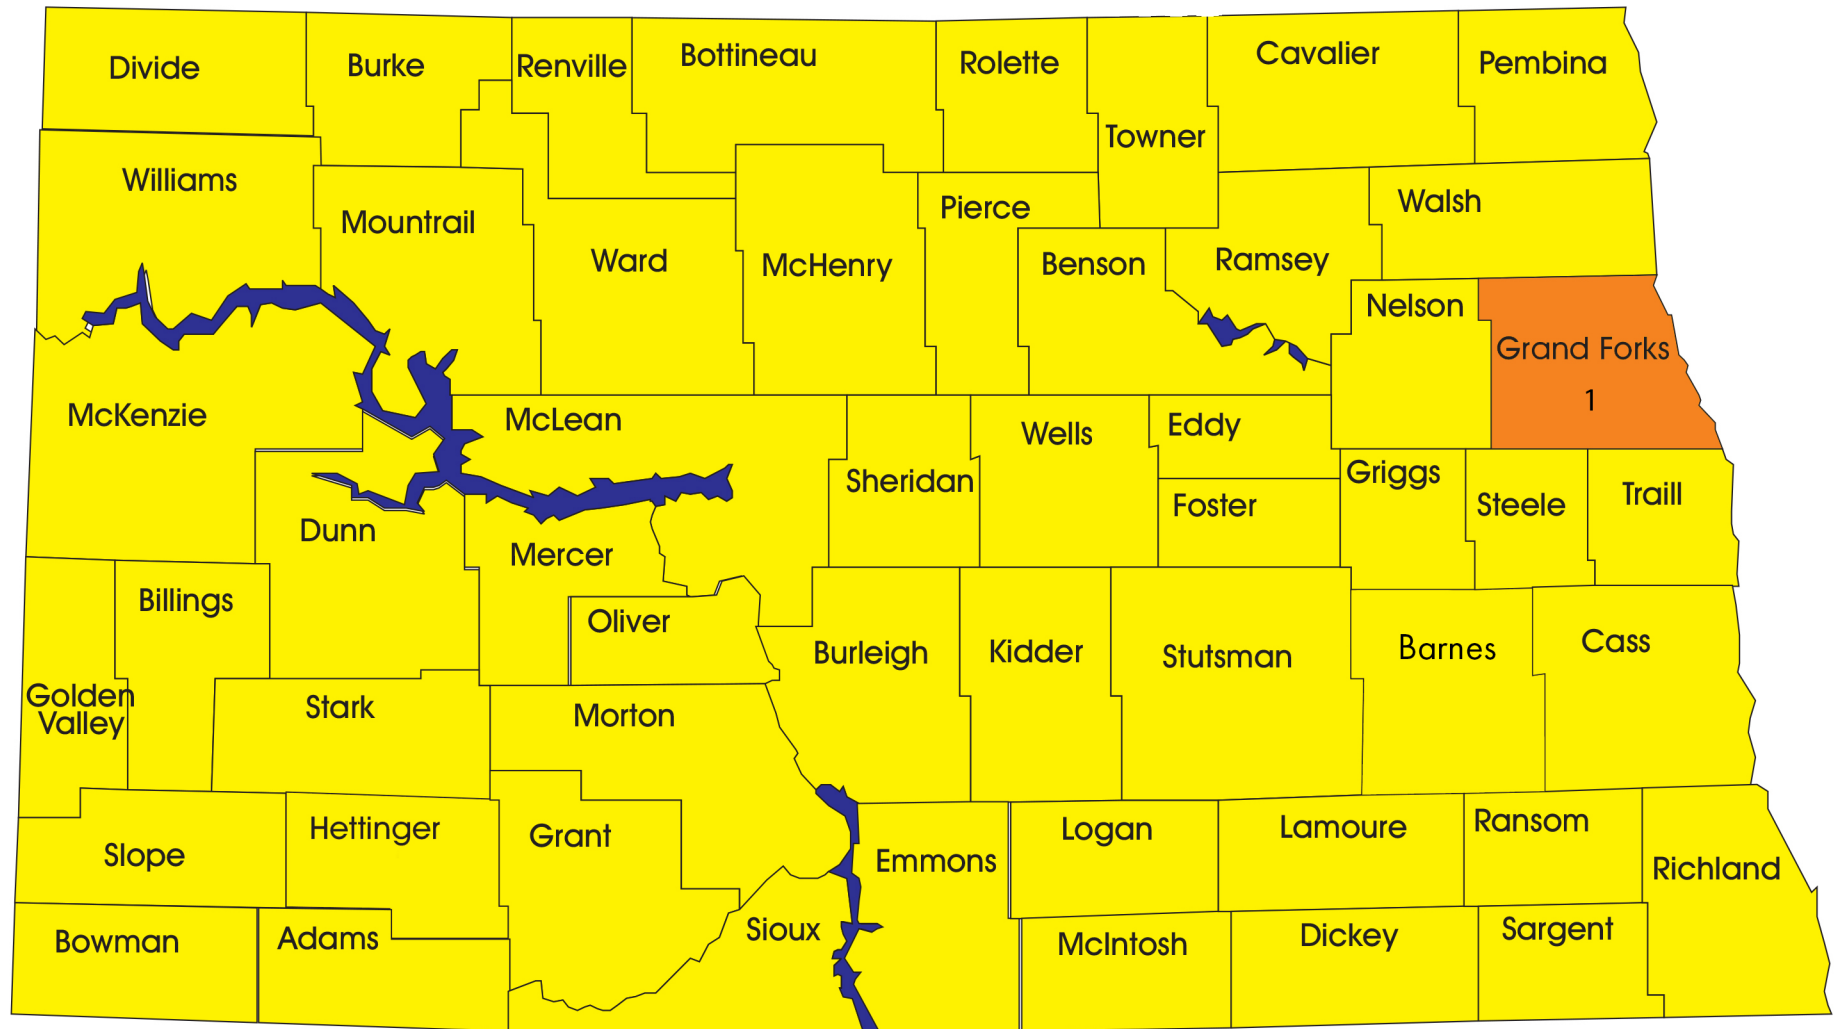 Divide
Burke
Renville
Bottineau
Rolette
Towner
Cavalier
Pembina
Williams
Mountrail
Ward
McHenry
Pierce
Benson
Ramsey
Walsh
Nelson
Grand Forks
1
McKenzie
McLean
Sheridan
Wells
Eddy
Foster
Griggs
Steele
Traill
Dunn
Mercer
Oliver
Billings
Golden
Valley
Stark
Morton
Burleigh
Kidder
Stutsman
Barnes
Cass
Slope
Hettinger
Grant
Emmons
Logan
Lamoure
Ransom
Richland
Bowman
Adams
Sioux
McIntosh
Dickey
Sargent